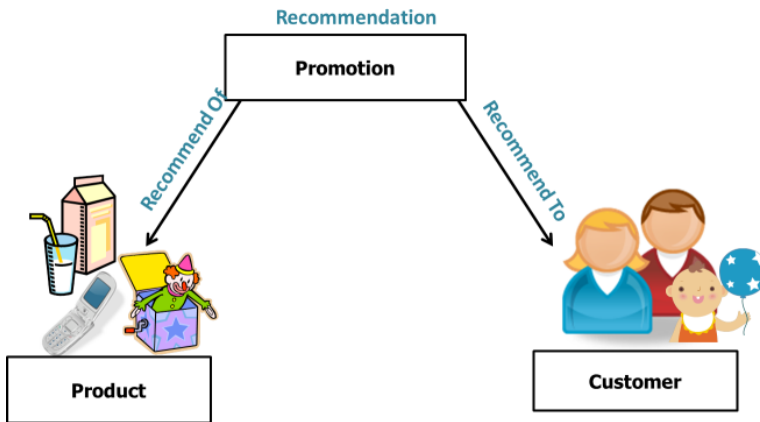 Recommendation
Promotion
Recommend Of
Recommend To
Product
Customer